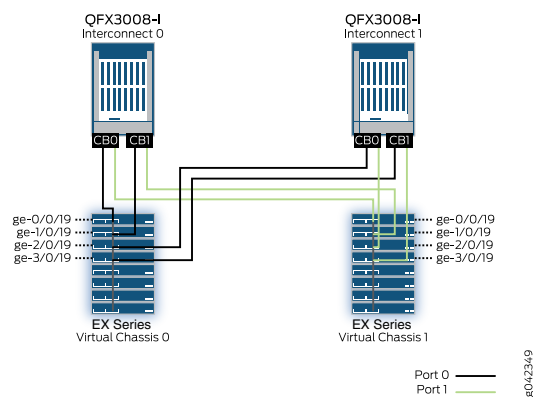 QFX3008-I
Interconnect 0
QFX3008-I
Interconnect 1
CB0
CB1
CB0
CB1
ge-0/0/19
ge-1/0/19
ge-2/0/19
ge-3/0/19
ge-0/0/19
ge-1/0/19
ge-2/0/19
ge-3/0/19
EX Series
Virtual Chassis 0
EX Series
Virtual Chassis 1
Port 0
Port 1
g042349